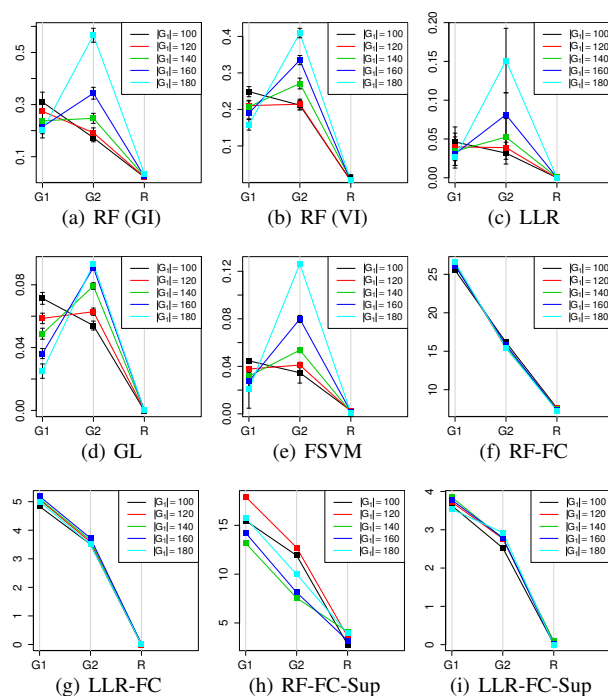 0.1 0.3 0.5
G1 G2 R
|G₁|= 100
|G₁|= 120
|G₁|= 140
|G₁|= 160
|G₁|= 180
(a) RF (GI)
0.1 0.2 0.3 0.4
G1 G2 R
|G₁|= 100
|G₁|= 120
|G₁|= 140
|G₁|= 160
|G₁|= 180
(b) RF (VI)
0.00 0.05 0.10 0.15 0.20
G1 G2 R
|G₁|= 100
|G₁|= 120
|G₁|= 140
|G₁|= 160
|G₁|= 180
(c) LLR
0.00 0.04 0.08
G1 G2 R
|G₁|= 100
|G₁|= 120
|G₁|= 140
|G₁|= 160
|G₁|= 180
(d) GL
0.00 0.04 0.08 0.12
G1 G2 R
|G₁|= 100
|G₁|= 120
|G₁|= 140
|G₁|= 160
|G₁|= 180
(e) FSVM
10 15 20 25
G1 G2 R
|G₁|= 100
|G₁|= 120
|G₁|= 140
|G₁|= 160
|G₁|= 180
(f) RF-FC
0 1 2 3 4 5
G1 G2 R
|G₁|= 100
|G₁|= 120
|G₁|= 140
|G₁|= 160
|G₁|= 180
(g) LLR-FC
5 10 15
G1 G2 R
|G₁|= 100
|G₁|= 120
|G₁|= 140
|G₁|= 160
|G₁|= 180
(h) RF-FC-Sup
0 1 2 3 4
G1 G2 R
|G₁|= 100
|G₁|= 120
|G₁|= 140
|G₁|= 160
|G₁|= 180
(i) LLR-FC-Sup